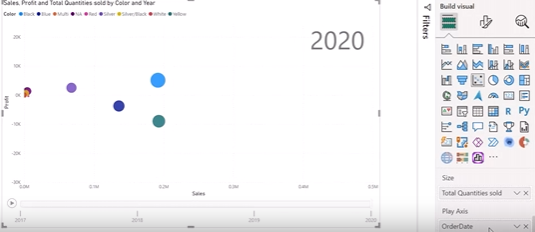 Sales, Profit and Total Quantities sold by Color and Year
Color Black Blue Multi NA Red Silver Silver/Black White Yellow
2020
20K
10K
0K
-10K
-20K
-30K
Profit
0.0M 0.1M 0.2M 0.3M 0.4M 0.5M
Sales
2017 2018 2019 2020
Filters
Build visual
R Py
Size
Total Quantities sold
Play Axis
OrderDate